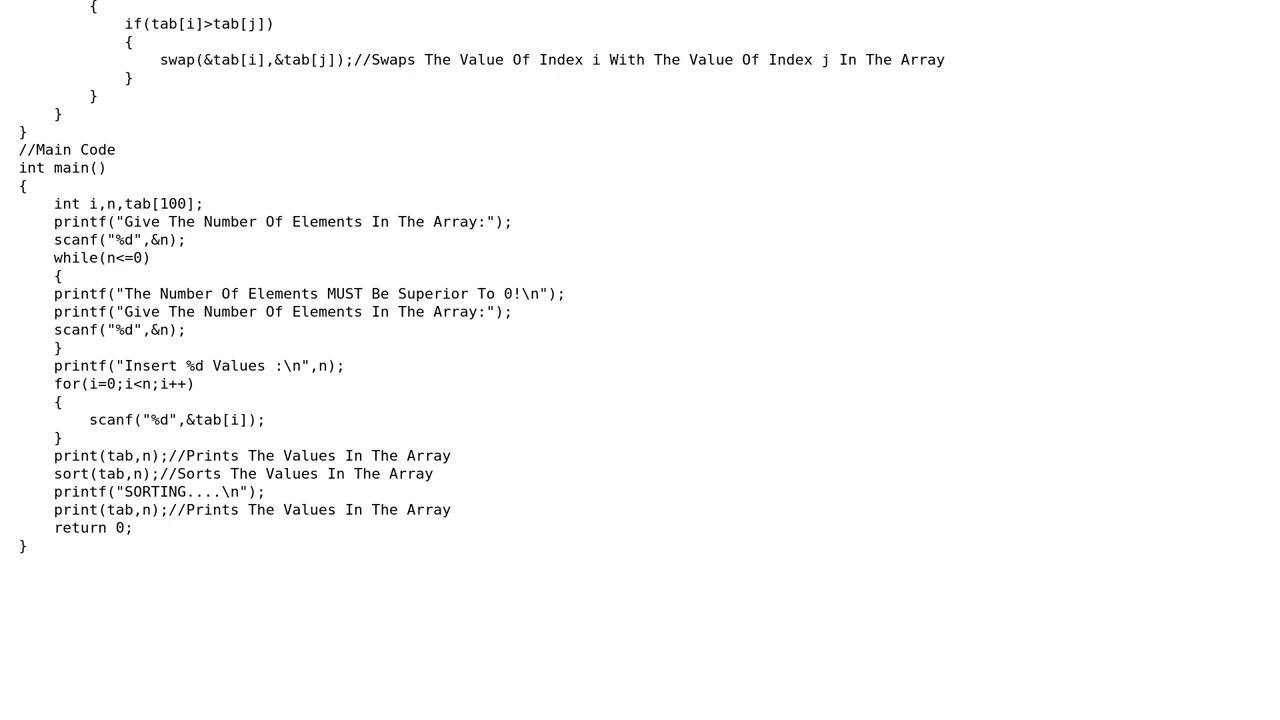 {
            if(tab[i]>tab[j])
            {
                swap(&tab[i],&tab[j]);//Swaps The Value Of Index i With The Value Of Index j In The Array
            }
        }
    }
}
//Main Code
int main()
{
    int i,n,tab[100];
    printf("Give The Number Of Elements In The Array:");
    scanf("%d",&n);
    while(n<=0)
    {
    printf("The Number Of Elements MUST Be Superior To 0!\n");
    printf("Give The Number Of Elements In The Array:");
    scanf("%d",&n);
    }
    printf("Insert %d Values :\n",n);
    for(i=0;i<n;i++)
    {
        scanf("%d",&tab[i]);
    }
    print(tab,n);//Prints The Values In The Array
    sort(tab,n);//Sorts The Values In The Array
    printf("SORTING....\n");
    print(tab,n);//Prints The Values In The Array
    return 0;
}